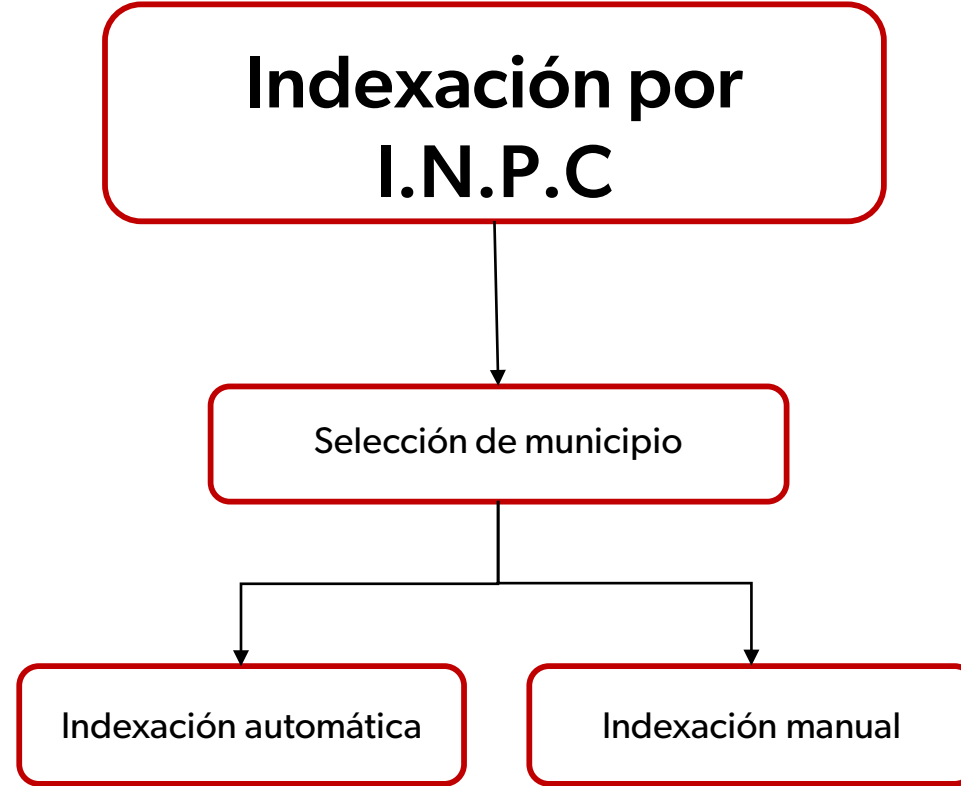 Indexación por
I.N.P.C
Selección de municipio
Indexación automática
Indexación manual